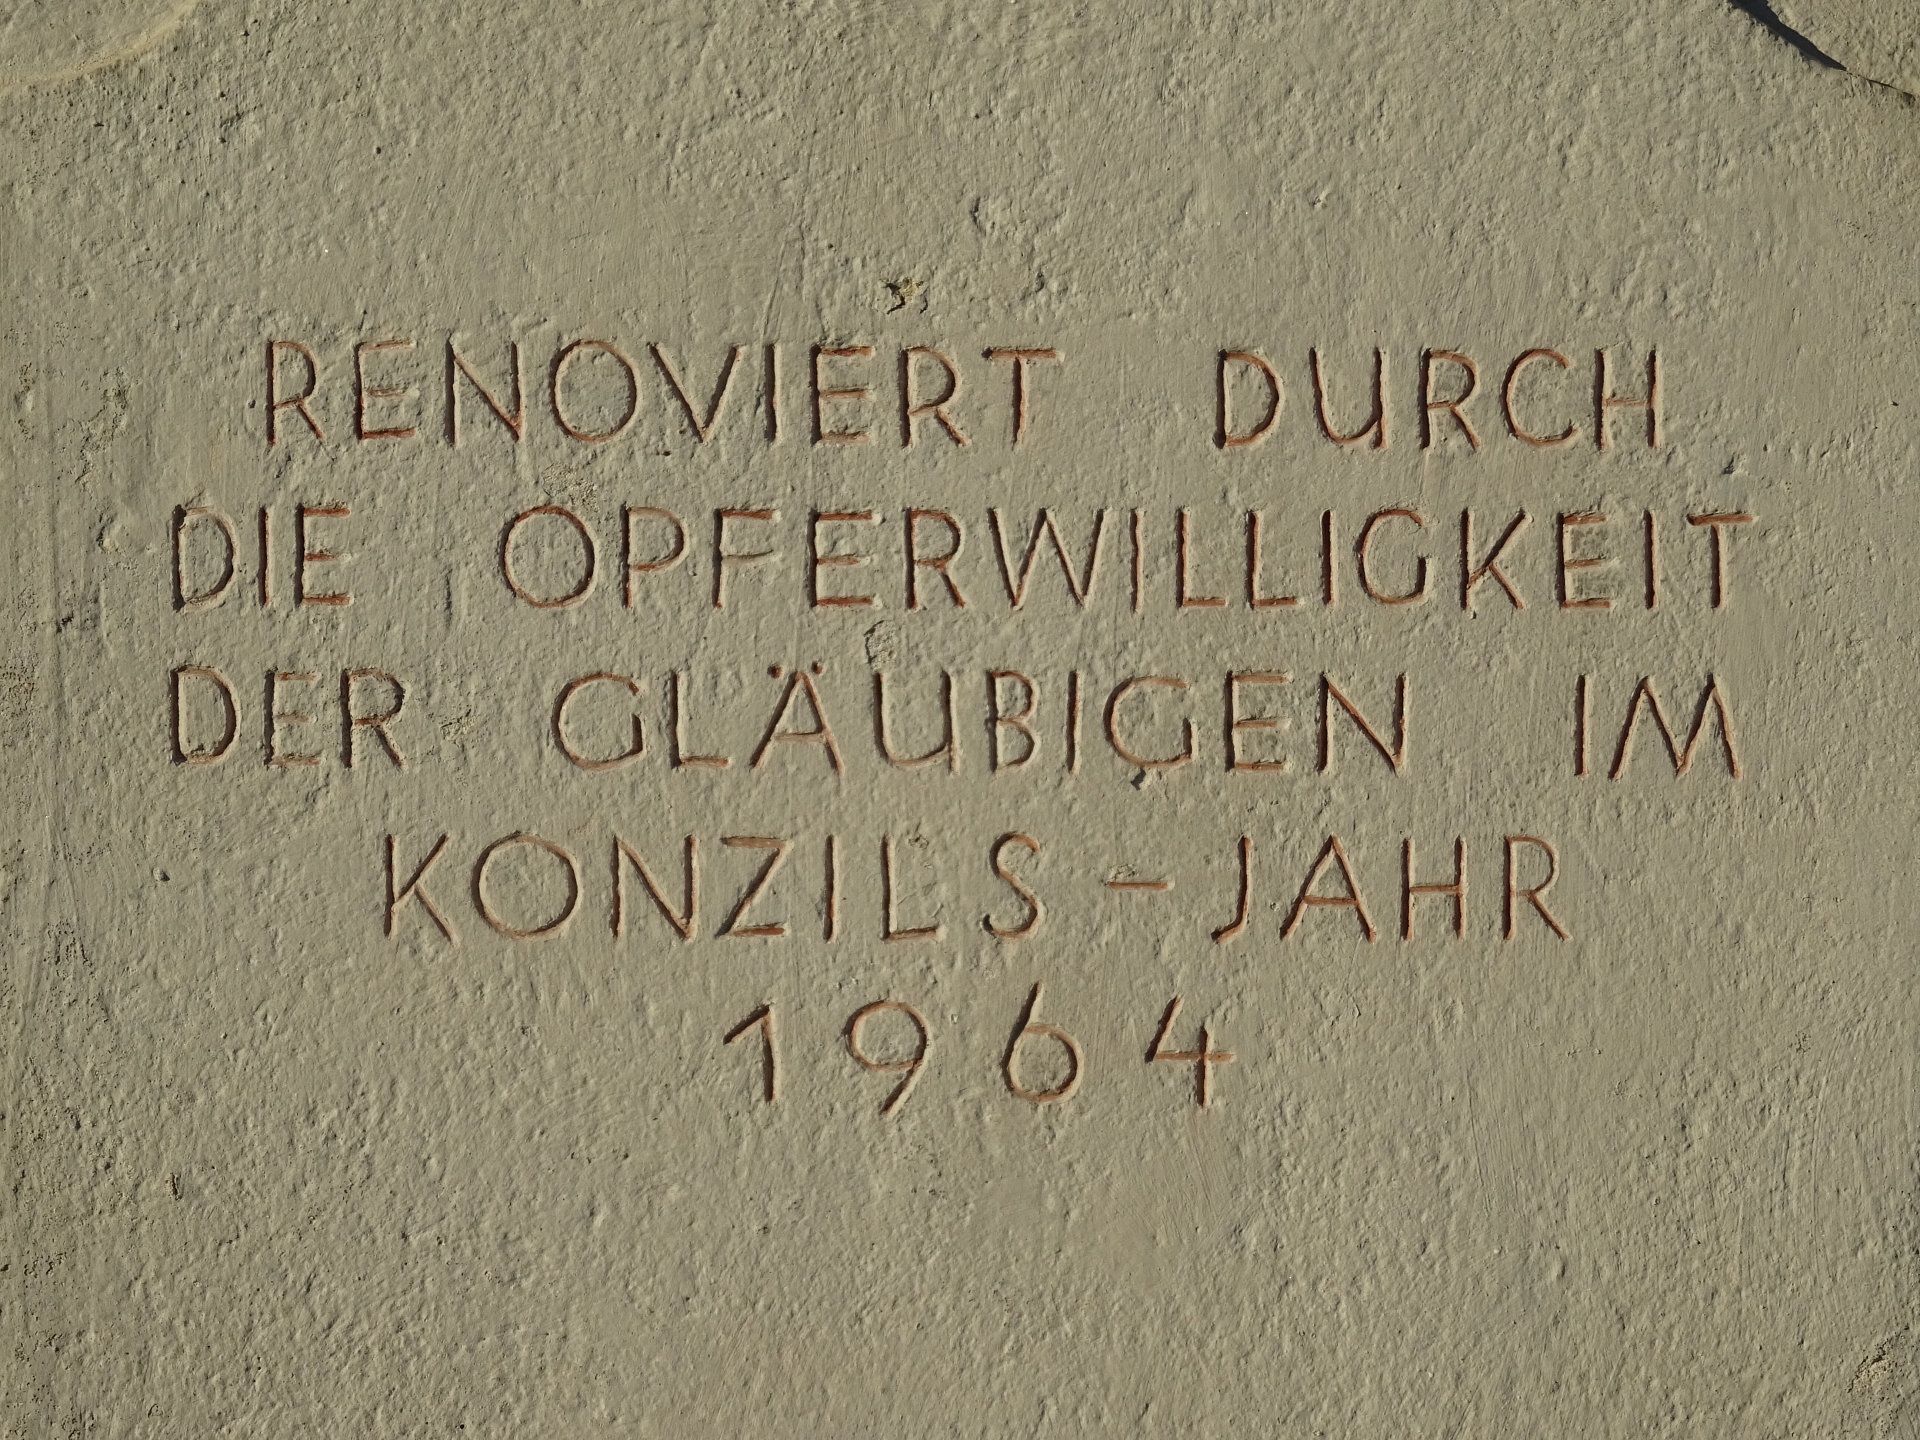 RENOVIERT DURCH
DIE OPFERWILLIGKEIT
DER GLÄUBIGEN IM
KONZILS-JAHR
1964